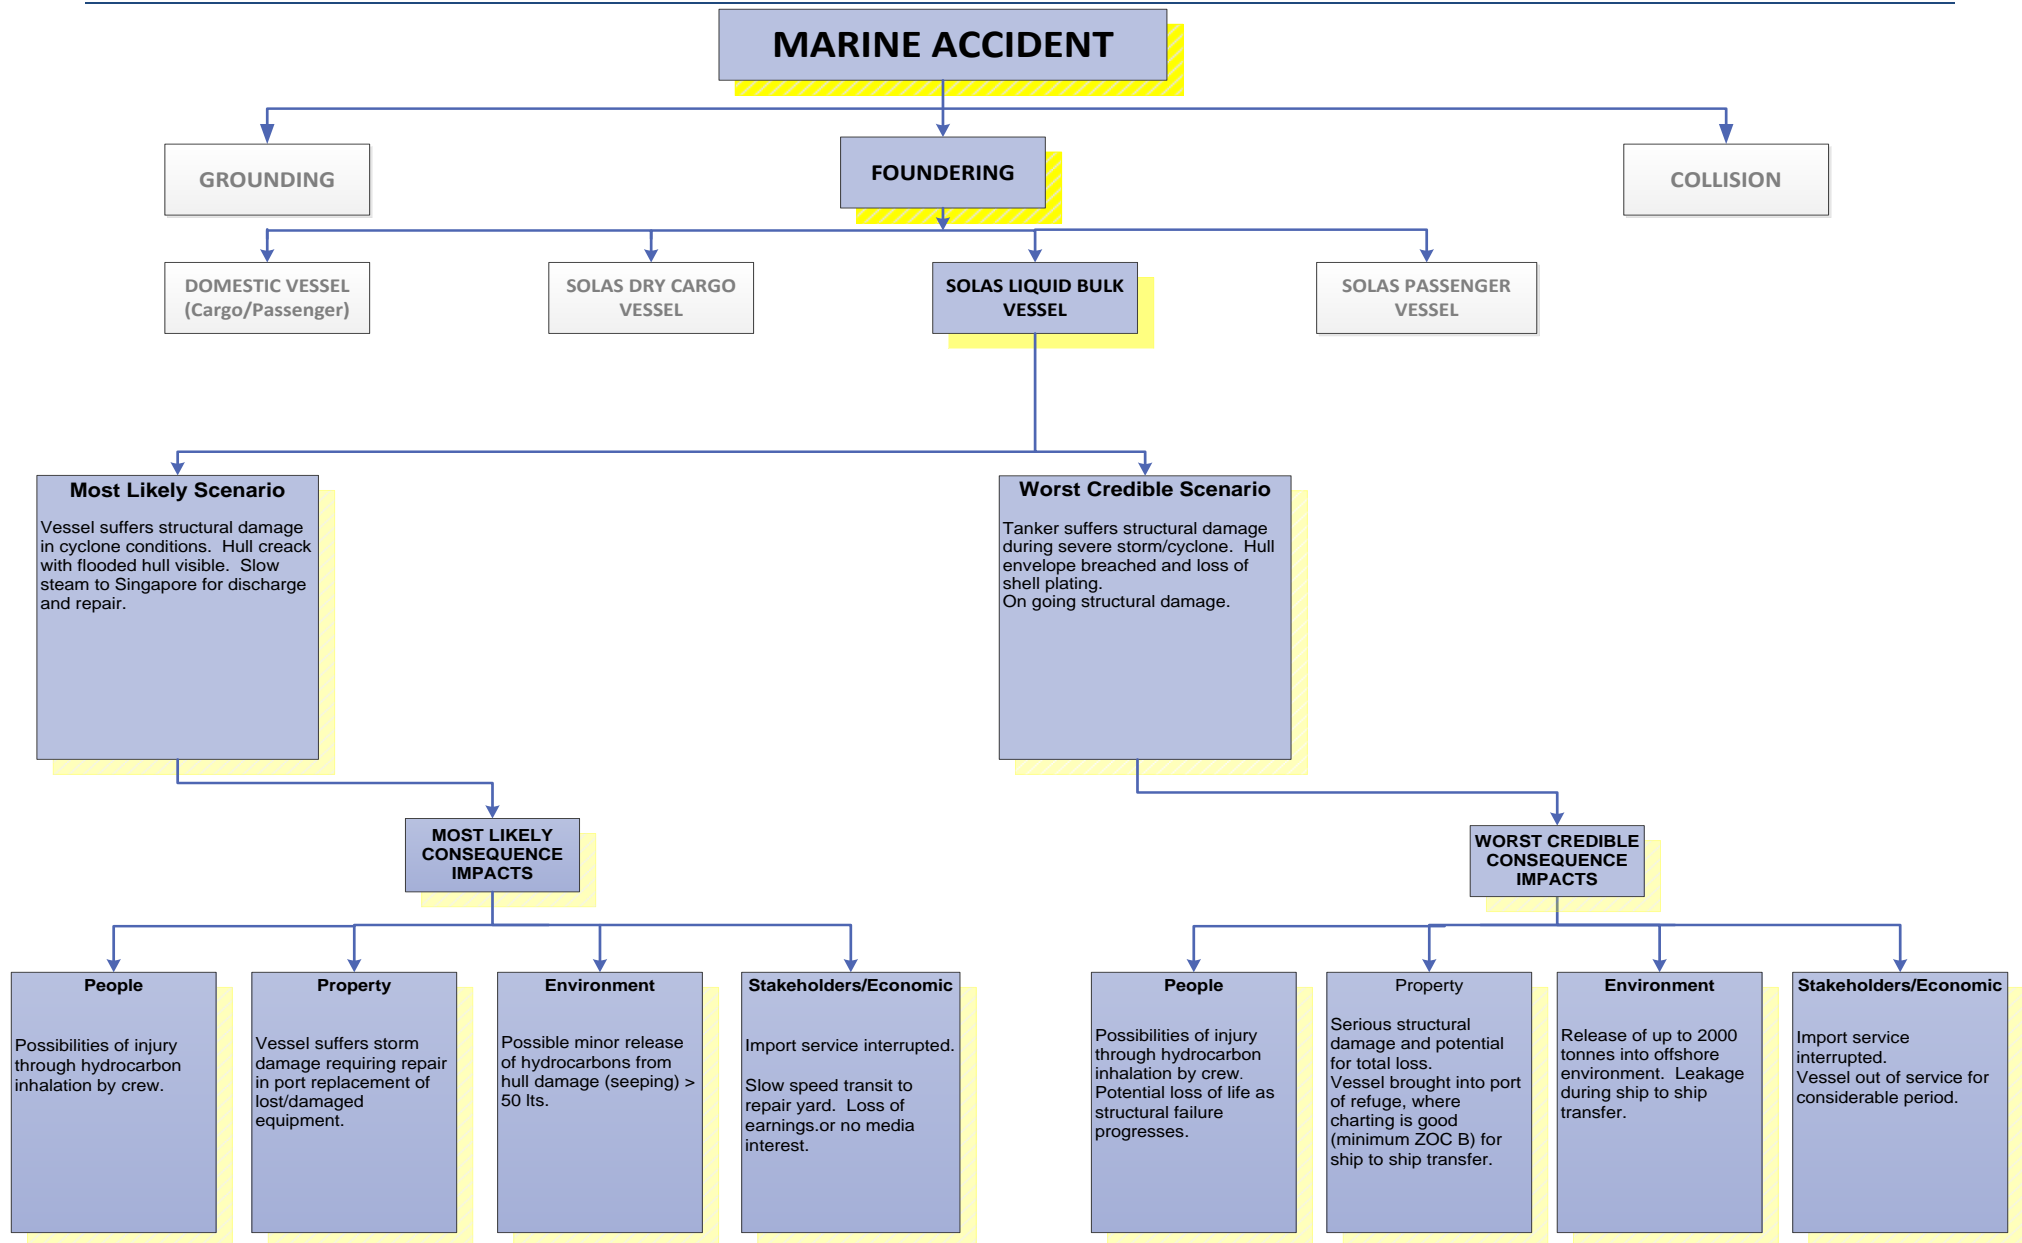 MARINE ACCIDENT
GROUNDING
FOUNDERING
COLLISION
DOMESTIC VESSEL
(Cargo/Passenger)
SOLAS DRY CARGO
VESSEL
SOLAS LIQUID BULK
VESSEL
SOLAS PASSENGER
VESSEL
Most Likely Scenario
Vessel suffers structural damage
in cyclone conditions.  Hull creack
with flooded hull visible.  Slow
steam to Singapore for discharge
and repair.
Worst Credible Scenario
Tanker suffers structural damage
during severe storm/cyclone.  Hull
envelope breached and loss of
shell plating.
On going structural damage.
MOST LIKELY
CONSEQUENCE
IMPACTS
WORST CREDIBLE
CONSEQUENCE
IMPACTS
People
Possibilities of injury
through hydrocarbon
inhalation by crew.
Property
Vessel suffers storm
damage requiring repair
in port replacement of
lost/damaged
equipment.
Environment
Possible minor release
of hydrocarbons from
hull damage (seeping) >
50 lts.
Stakeholders/Economic
Import service interrupted.
Slow speed transit to
repair yard.  Loss of
earnings.or no media
interest.
People
Possibilities of injury
through hydrocarbon
inhalation by crew.
Potential loss of life as
structural failure
progresses.
Property
Serious structural
damage and potential
for total loss.
Vessel brought into port
of refuge, where
charting is good
(minimum ZOC B) for
ship to ship transfer.
Environment
Release of up to 2000
tonnes into offshore
environment.  Leakage
during ship to ship
transfer.
Stakeholders/Economic
Import service
interrupted.
Vessel out of service for
considerable period.